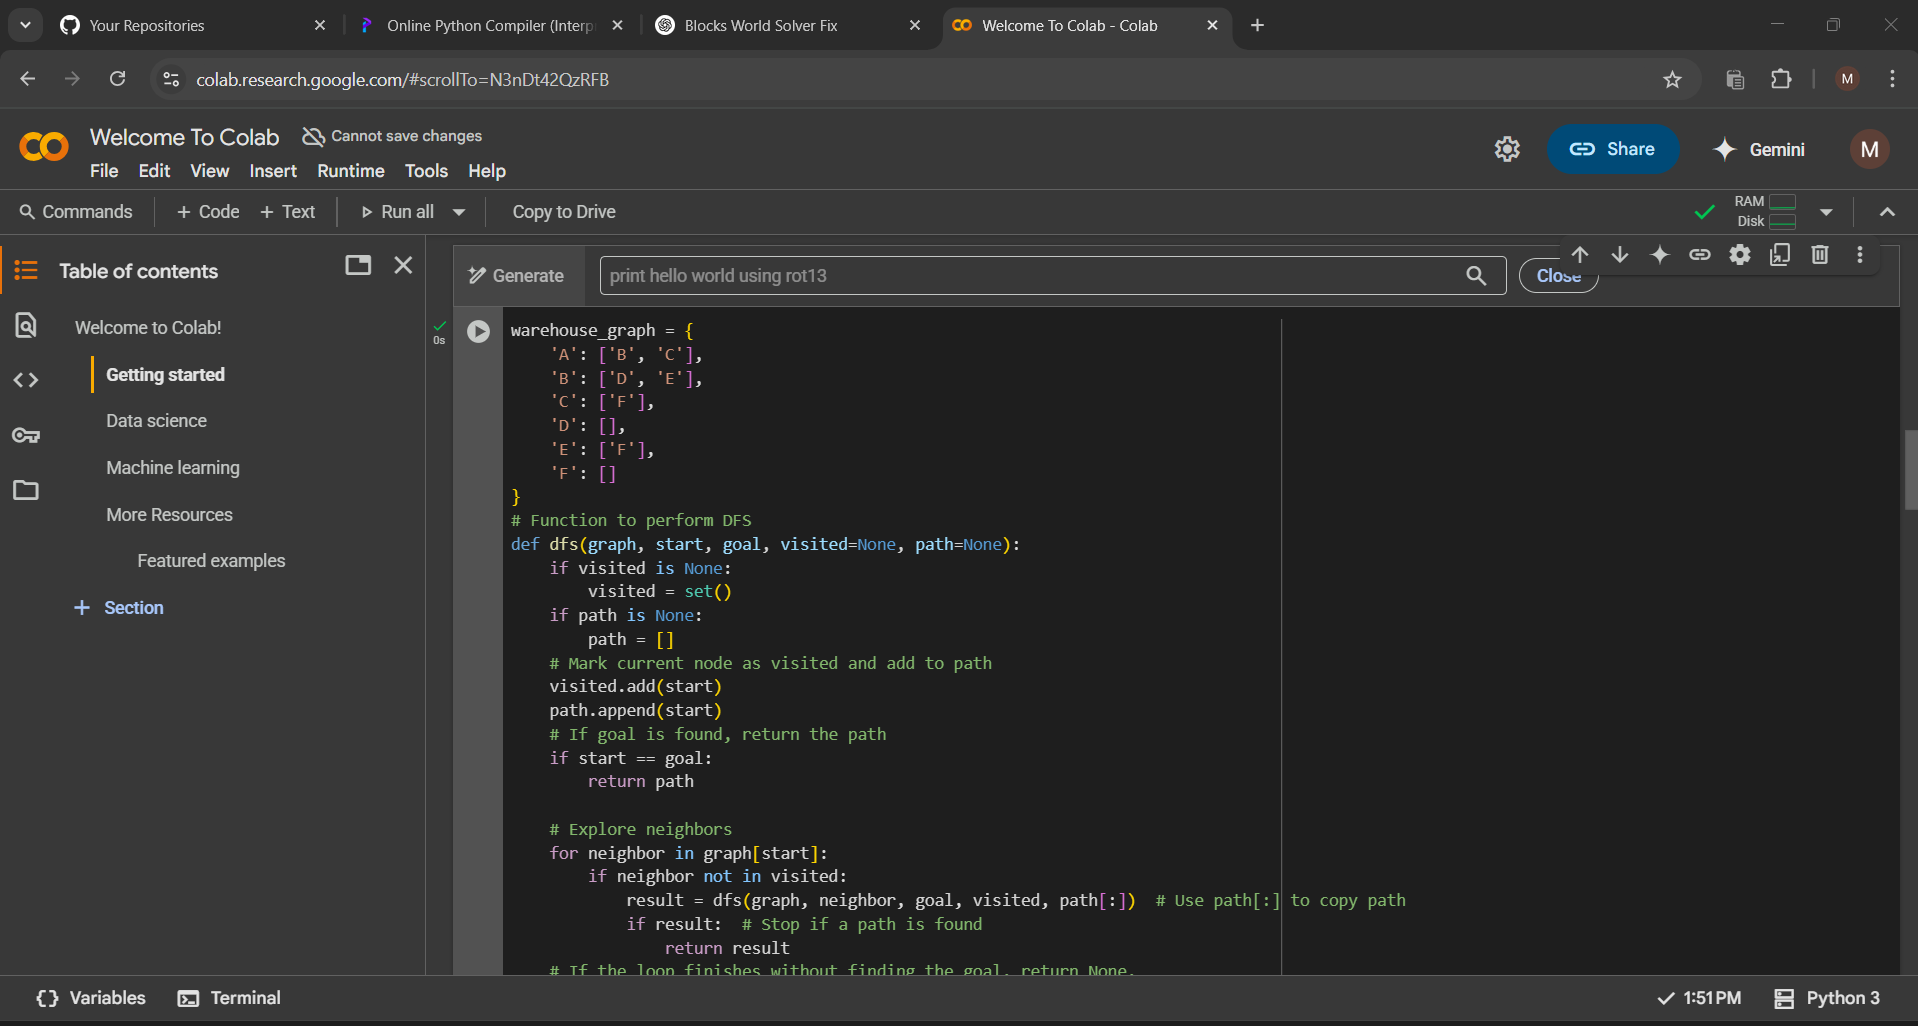 Your Repositories
Online Python Compiler (Interp
Blocks World Solver Fix
Welcome To Colab - Colab
colab.research.google.com/#scrollTo=N3nDt42QzRFB
M
Welcome To Colab
Cannot save changes
File Edit View Insert Runtime Tools Help
Share
Gemini
M
Commands
+ Code + Text
Run all
Copy to Drive
RAM
Disk
Table of contents
Welcome to Colab!
Getting started
Data science
Machine learning
More Resources
Featured examples
+ Section
Generate
print hello world using rot13
Close
0s
warehouse_graph = {
    'A': ['B', 'C'],
    'B': ['D', 'E'],
    'C': ['F'],
    'D': [],
    'E': ['F'],
    'F': []
}
# Function to perform DFS
def dfs(graph, start, goal, visited=None, path=None):
    if visited is None:
        visited = set()
    if path is None:
        path = []
    # Mark current node as visited and add to path
    visited.add(start)
    path.append(start)
    # If goal is found, return the path
    if start == goal:
        return path
    # Explore neighbors
    for neighbor in graph[start]:
        if neighbor not in visited:
            result = dfs(graph, neighbor, goal, visited, path[:])  # Use path[:] to copy path
            if result:  # Stop if a path is found
                return result
    # If the loop finishes without finding the goal, return None.
{} Variables
Terminal
1:51 PM
Python 3